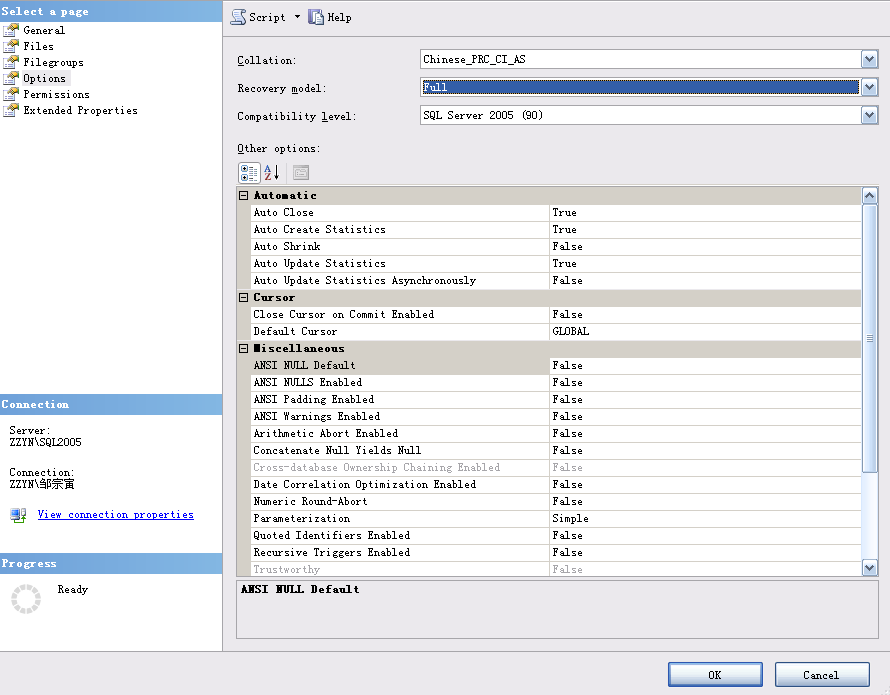 Select a page
General
Files
Filegroups
Options
Permissions
Extended Properties
Connection
Server:
ZZYN\SQL2005
Connection:
ZZYN\邹宗寅
View connection properties
Progress
Ready
Script Help
Collation: Chinese_PRC_CI_AS
Recovery model: Full
Compatibility level: SQL Server 2005 (90)
Other options:
Automatic
Auto Close True
Auto Create Statistics True
Auto Shrink False
Auto Update Statistics True
Auto Update Statistics Asynchronously False
Cursor
Close Cursor on Commit Enabled False
Default Cursor GLOBAL
Miscellaneous
ANSI NULL Default False
ANSI NULLS Enabled False
ANSI Padding Enabled False
ANSI Warnings Enabled False
Arithmetic Abort Enabled False
Concatenate Null Yields Null False
Cross-database Ownership Chaining Enabled False
Date Correlation Optimization Enabled False
Numeric Round-Abort False
Parameterization Simple
Quoted Identifiers Enabled False
Recursive Triggers Enabled False
Trustworthy False
ANSI NULL Default
OK Cancel